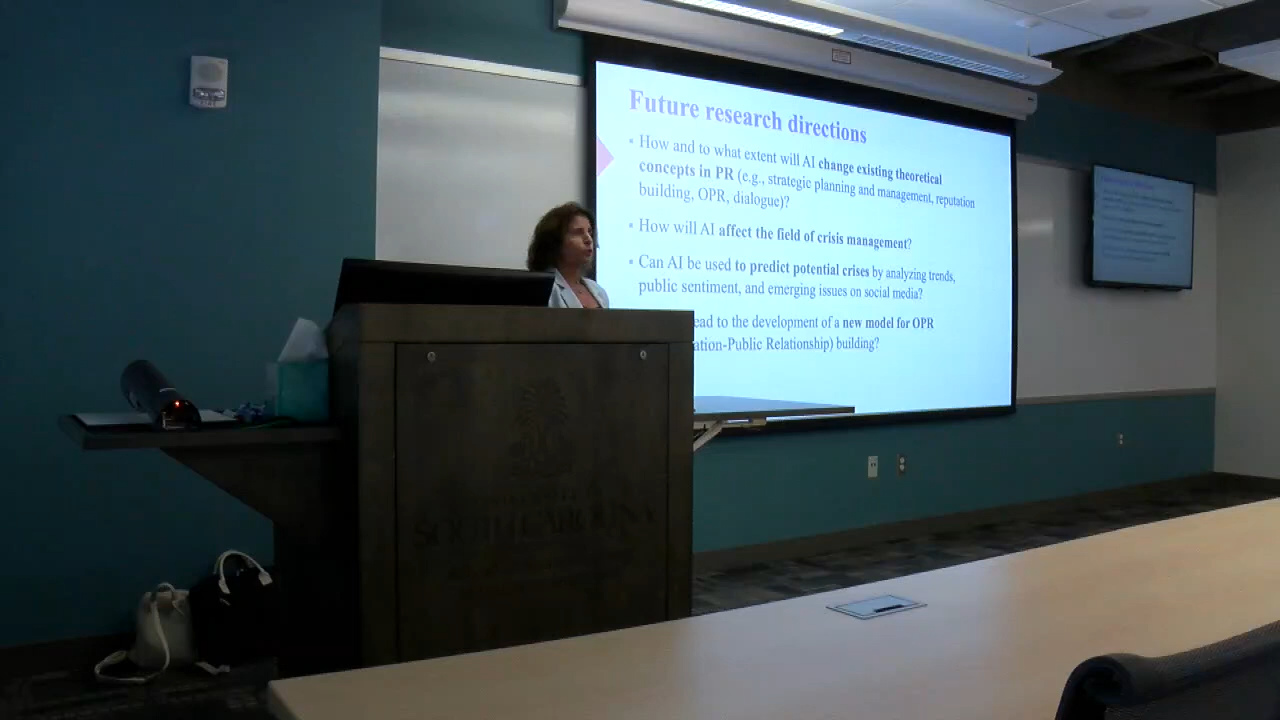 Future research directions
How and to what extent will AI change existing theoretical
concepts in PR (e.g., strategic planning and management, reputation
building, OPR, dialogue)?
How will AI affect the field of crisis management?
Can AI be used to predict potential crises by analyzing trends,
public sentiment, and emerging issues on social media?
ead to the development of a new model for OPR
ation-Public Relationship) building?
SOUTH CAROLINA